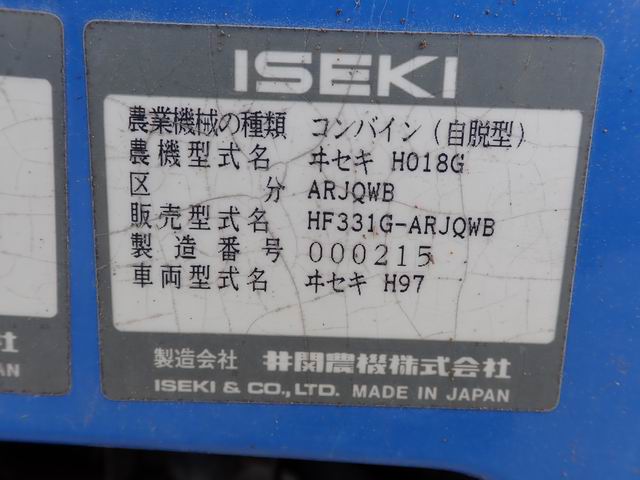 ISEKI
農業機械の種類 コンバイン(自脱型)
農機型式名 ヰセキ H018G
区分 ARJQWB
販売型式名 HF331G-ARJQWB
製造番号 000215
車両型式名 ヰセキ H97
製造会社 井関農機株式会社
ISEKI & CO.,LTD. MADE IN JAPAN
社
AN